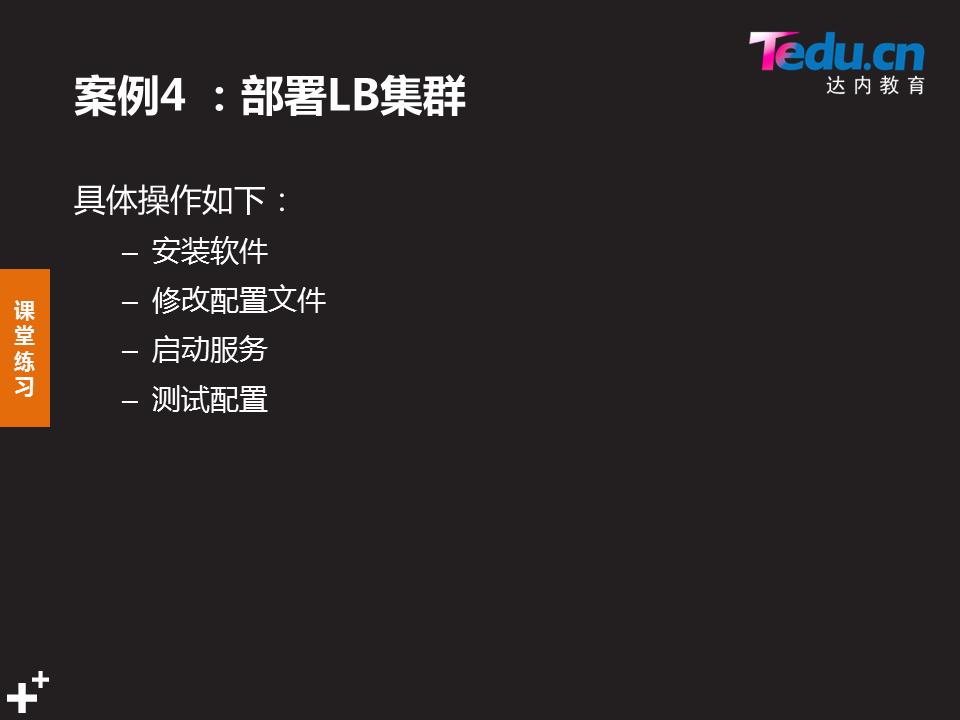 Tedu.cn
达内教育
案例4 ：部署LB集群
具体操作如下：
– 安装软件
– 修改配置文件
– 启动服务
– 测试配置
课堂练习